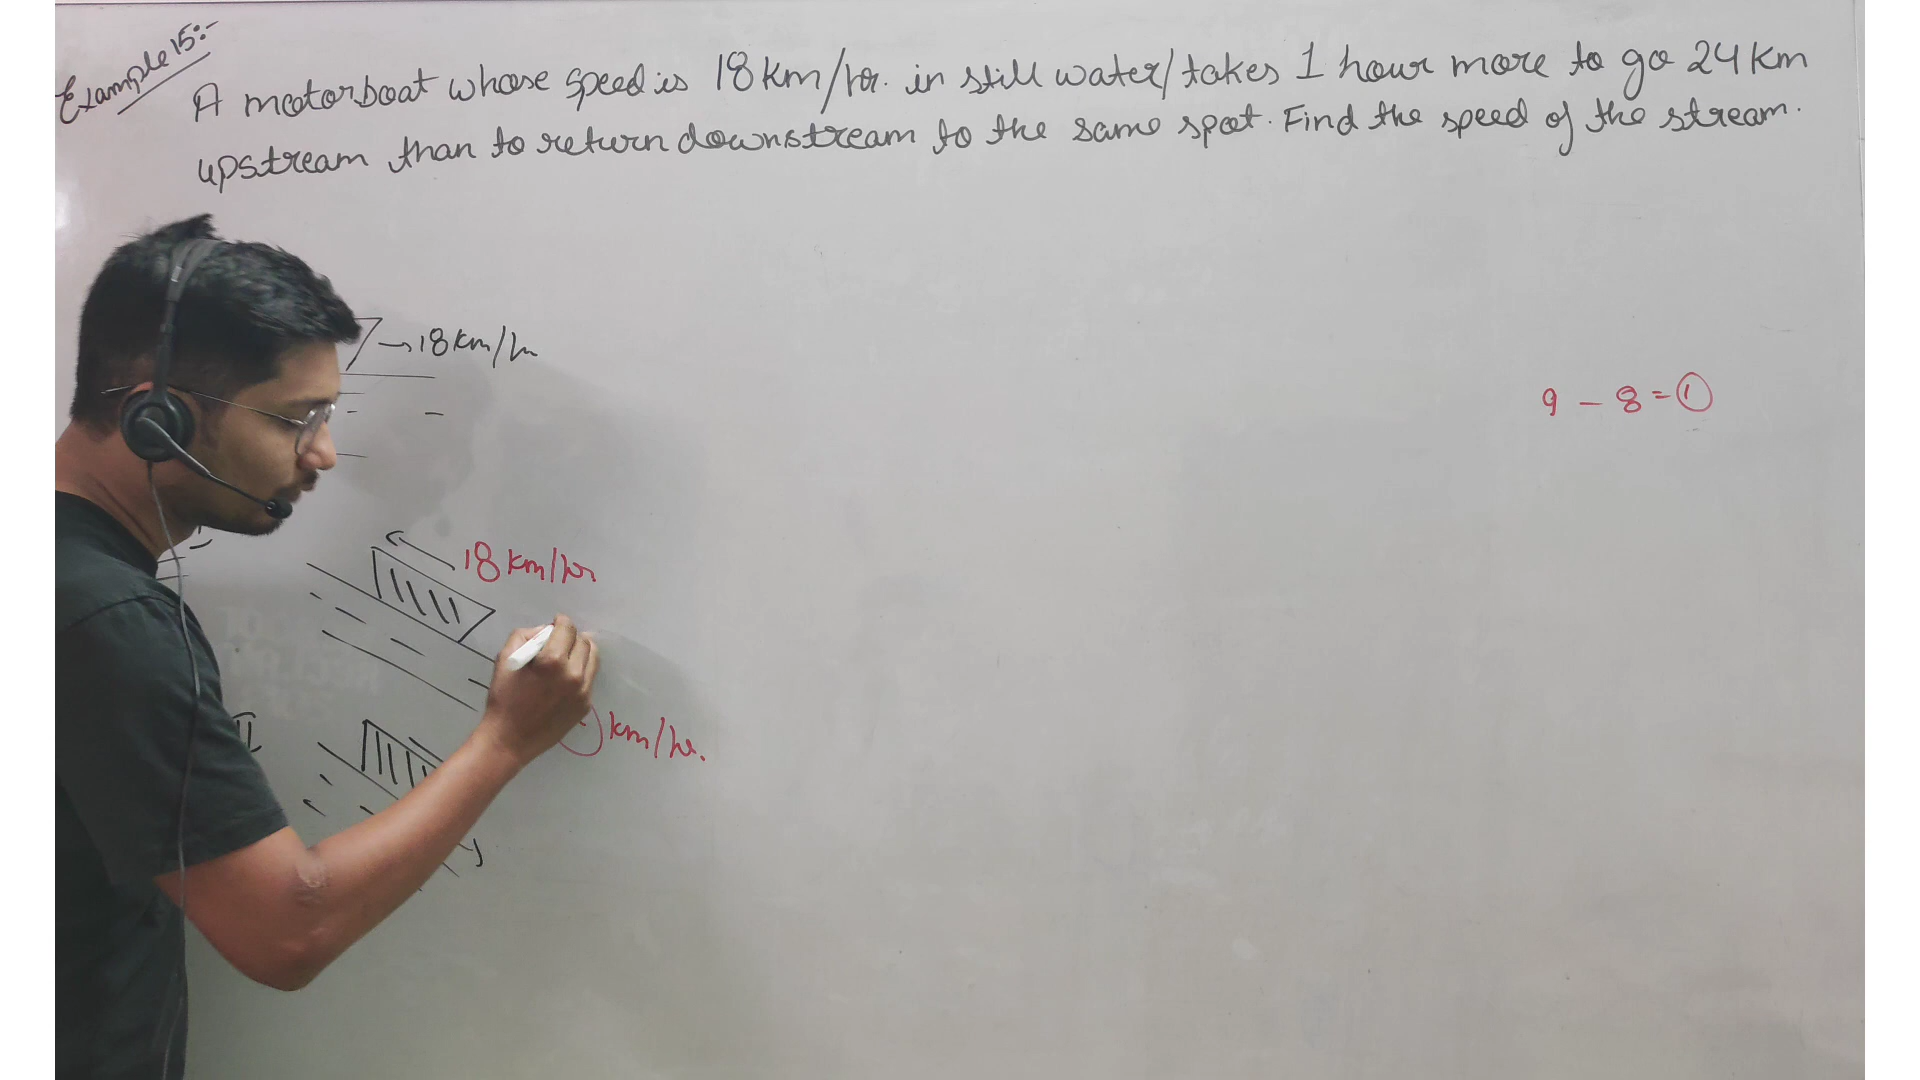 Example 15:-
A motorboat whose speed is 18 km/hr. in still water/takes 1 hour more to go 24 km
upstream than to return downstream to the same spot. Find the speed of the stream.
→18 km/h
9 - 8 = 1
18 km/hr
km/hr.